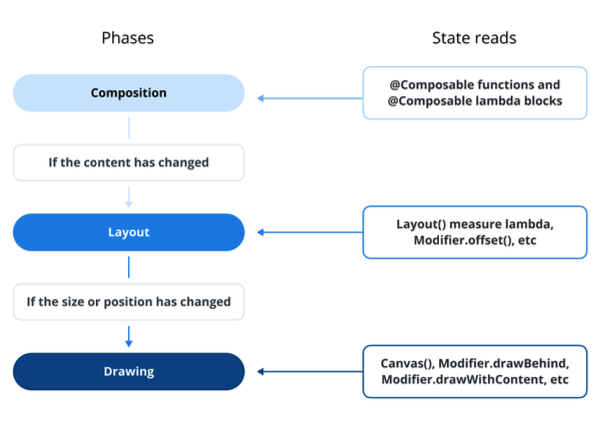 Phases
State reads
Composition
@Composable functions and
@Composable lambda blocks
If the content has changed
Layout
Layout() measure lambda,
Modifier.offset(), etc
If the size or position has changed
Drawing
Canvas(), Modifier.drawBehind,
Modifier.drawWithContent, etc